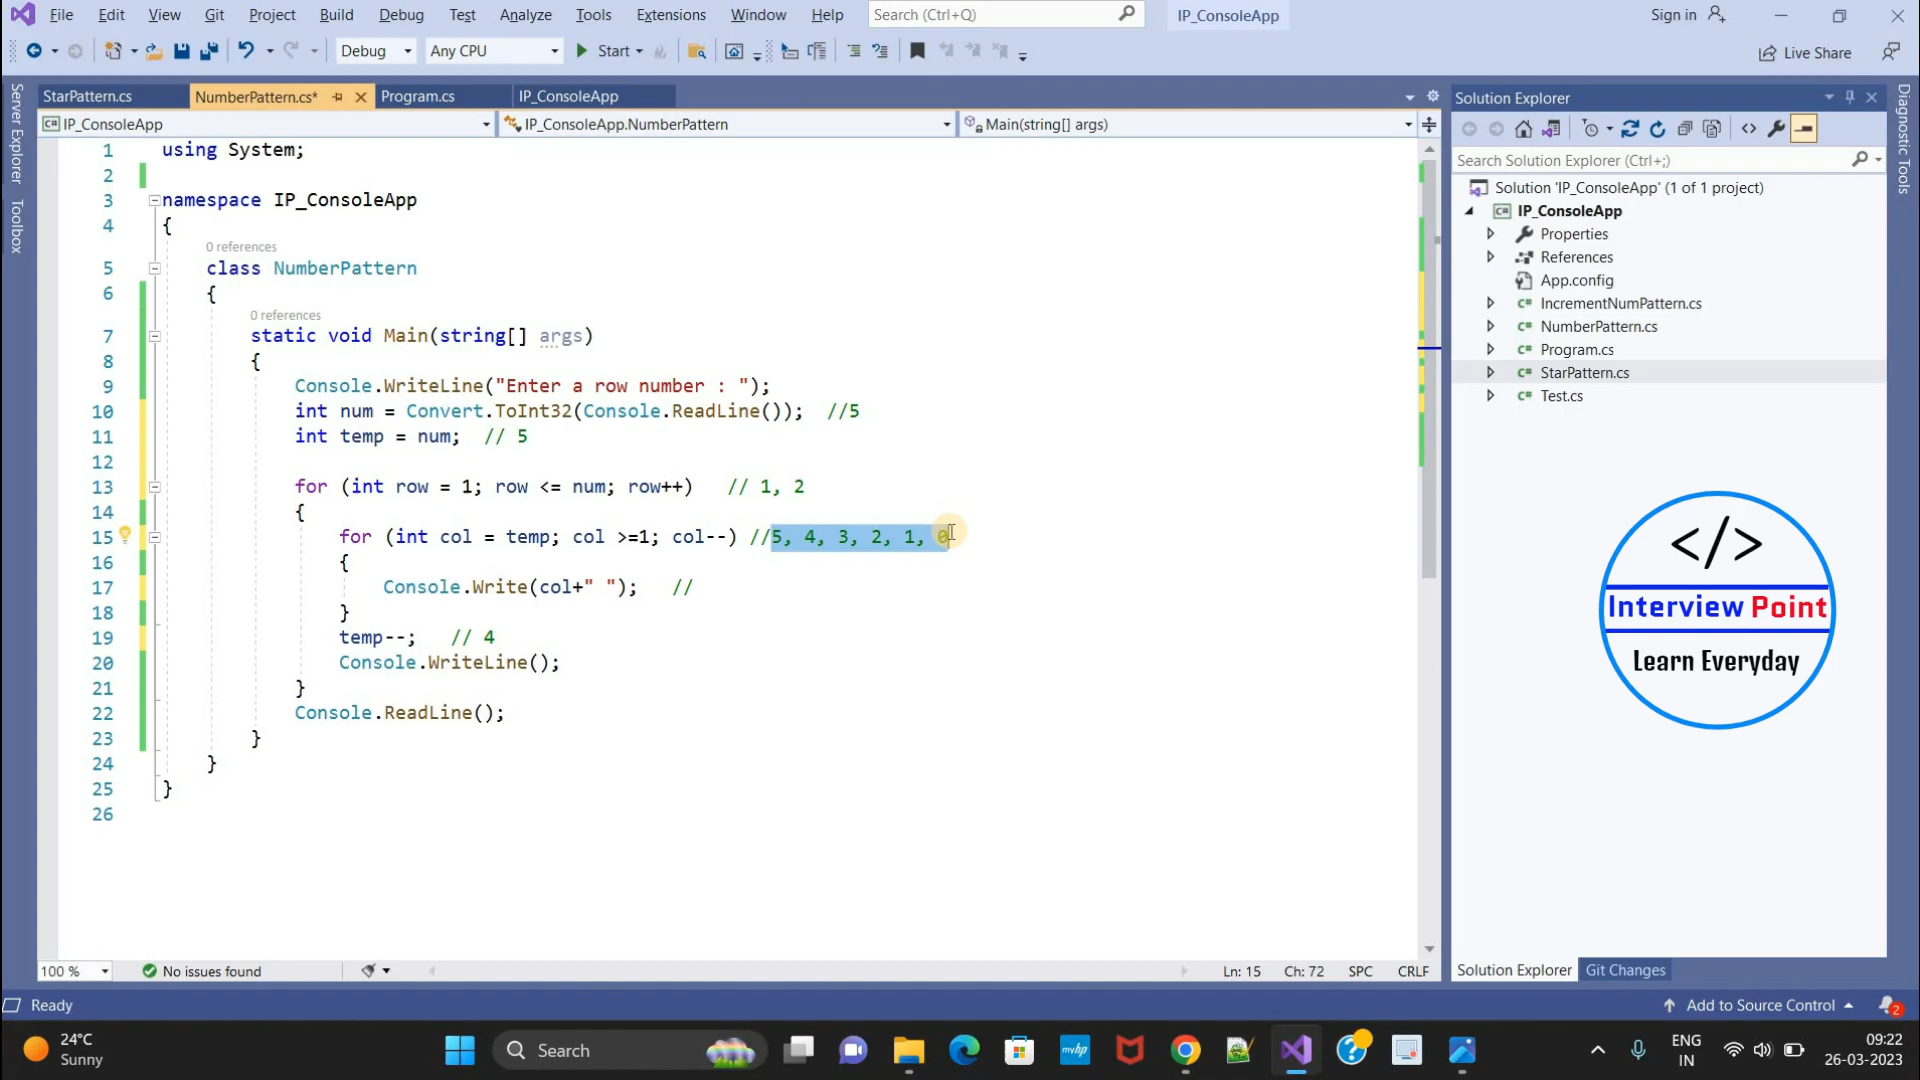 File Edit View Git Project Build Debug Test Analyze Tools Extensions Window Help Search (Ctrl+Q) IP_ConsoleApp Sign in
Debug Any CPU Start Live Share
Server Explorer
Toolbox
StarPattern.cs NumberPattern.cs* Program.cs IP_ConsoleApp
IP_ConsoleApp IP_ConsoleApp.NumberPattern Main(string[] args)
1 using System;
2
3 namespace IP_ConsoleApp
4 {
0 references
5 class NumberPattern
6 {
0 references
7 static void Main(string[] args)
8 {
9 Console.WriteLine("Enter a row number : ");
10 int num = Convert.ToInt32(Console.ReadLine()); //5
11 int temp = num; // 5
12
13 for (int row = 1; row <= num; row++) // 1, 2
14 {
15 for (int col = temp; col >=1; col--) //5, 4, 3, 2, 1, 0
16 {
17 Console.Write(col+" "); //
18 }
19 temp--; // 4
20 Console.WriteLine();
21 }
22 Console.ReadLine();
23 }
24 }
25 }
26
100 % No issues found Ln: 15 Ch: 72 SPC CRLF
Solution Explorer
Search Solution Explorer (Ctrl+;)
Solution 'IP_ConsoleApp' (1 of 1 project)
IP_ConsoleApp
Properties
References
App.config
IncrementNumPattern.cs
NumberPattern.cs
Program.cs
StarPattern.cs
Test.cs
</>
Interview Point
Learn Everyday
Solution Explorer Git Changes
Diagnostic Tools
Ready Add to Source Control 2
24°C
Sunny
Search
myhp
ENG
IN
09:22
26-03-2023